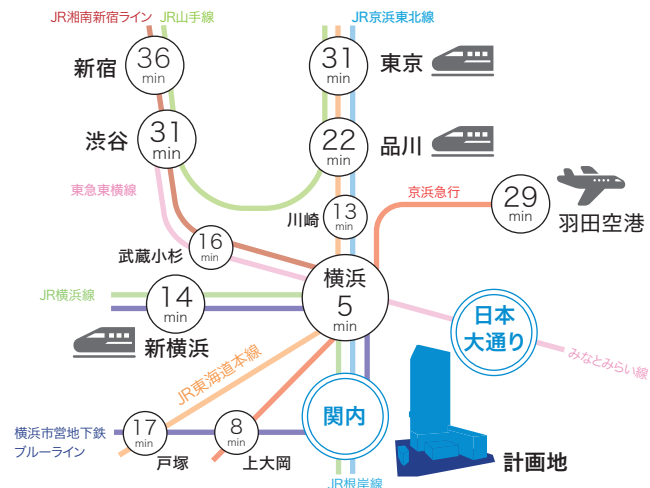 JR湘南新宿ライン
JR山手線
JR京浜東北線
新宿
36
min
31
min
東京
渋谷
31
min
22
min
品川
東急東横線
京浜急行
29
min
羽田空港
川崎
13
min
武蔵小杉
16
min
横浜
5
min
JR横浜線
14
min
新横浜
日本
大通り
みなとみらい線
JR東海道本線
関内
横浜市営地下鉄
ブルーライン
17
min
戸塚
8
min
上大岡
計画地
JR根岸線